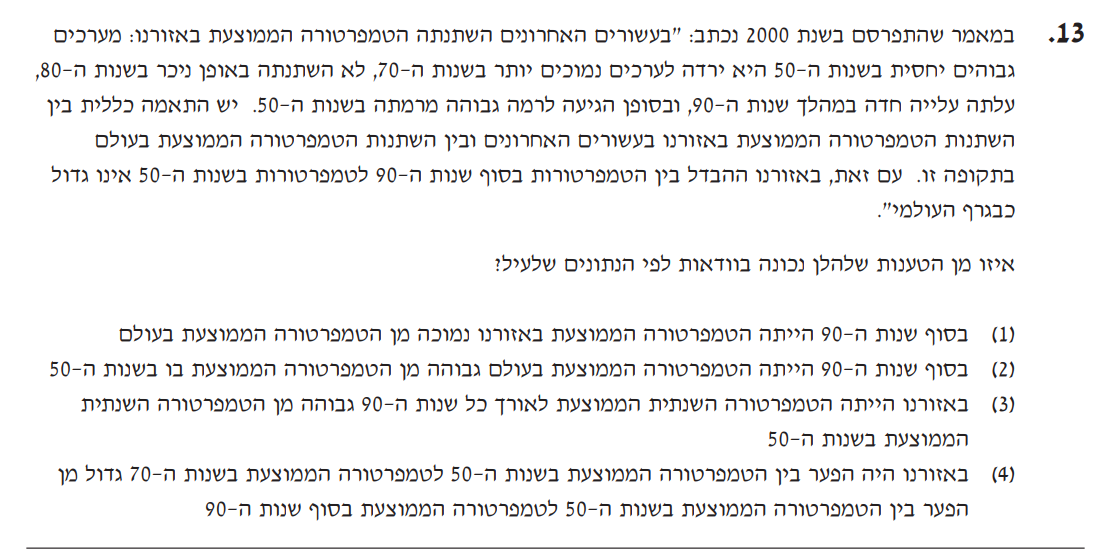 .13 במאמר שהתפרסם בשנת 2000 נכתב: "בעשורים האחרונים השתנתה הטמפרטורה הממוצעת באזורנו: מערכים
גבוהים יחסית בשנות ה-50 היא ירדה לערכים נמוכים יותר בשנות ה-70, לא השתנתה באופן ניכר בשנות ה-80,
עלתה עלייה חדה במהלך שנות ה-90, ובסופן הגיעה לרמה גבוהה מרמתה בשנות ה-50. יש התאמה כללית בין
השתנות הטמפרטורה הממוצעת באזורנו בעשורים האחרונים ובין השתנות הטמפרטורה הממוצעת בעולם
בתקופה זו. עם זאת, באזורנו ההבדל בין הטמפרטורות בסוף שנות ה-90 לטמפרטורות בשנות ה-50 אינו גדול
כבגרף העולמי".
איזו מן הטענות שלהלן נכונה בוודאות לפי הנתונים שלעיל?
(1) בסוף שנות ה-90 הייתה הטמפרטורה הממוצעת באזורנו נמוכה מן הטמפרטורה הממוצעת בעולם
(2) בסוף שנות ה-90 הייתה הטמפרטורה הממוצעת בעולם גבוהה מן הטמפרטורה הממוצעת בו בשנות ה-50
(3) באזורנו הייתה הטמפרטורה השנתית הממוצעת לאורך כל שנות ה-90 גבוהה מן הטמפרטורה השנתית
הממוצעת בשנות ה-50
(4) באזורנו היה הפער בין הטמפרטורה הממוצעת בשנות ה-50 לטמפרטורה הממוצעת בשנות ה-70 גדול מן
הפער בין הטמפרטורה הממוצעת בשנות ה-50 לטמפרטורה הממוצעת בסוף שנות ה-90